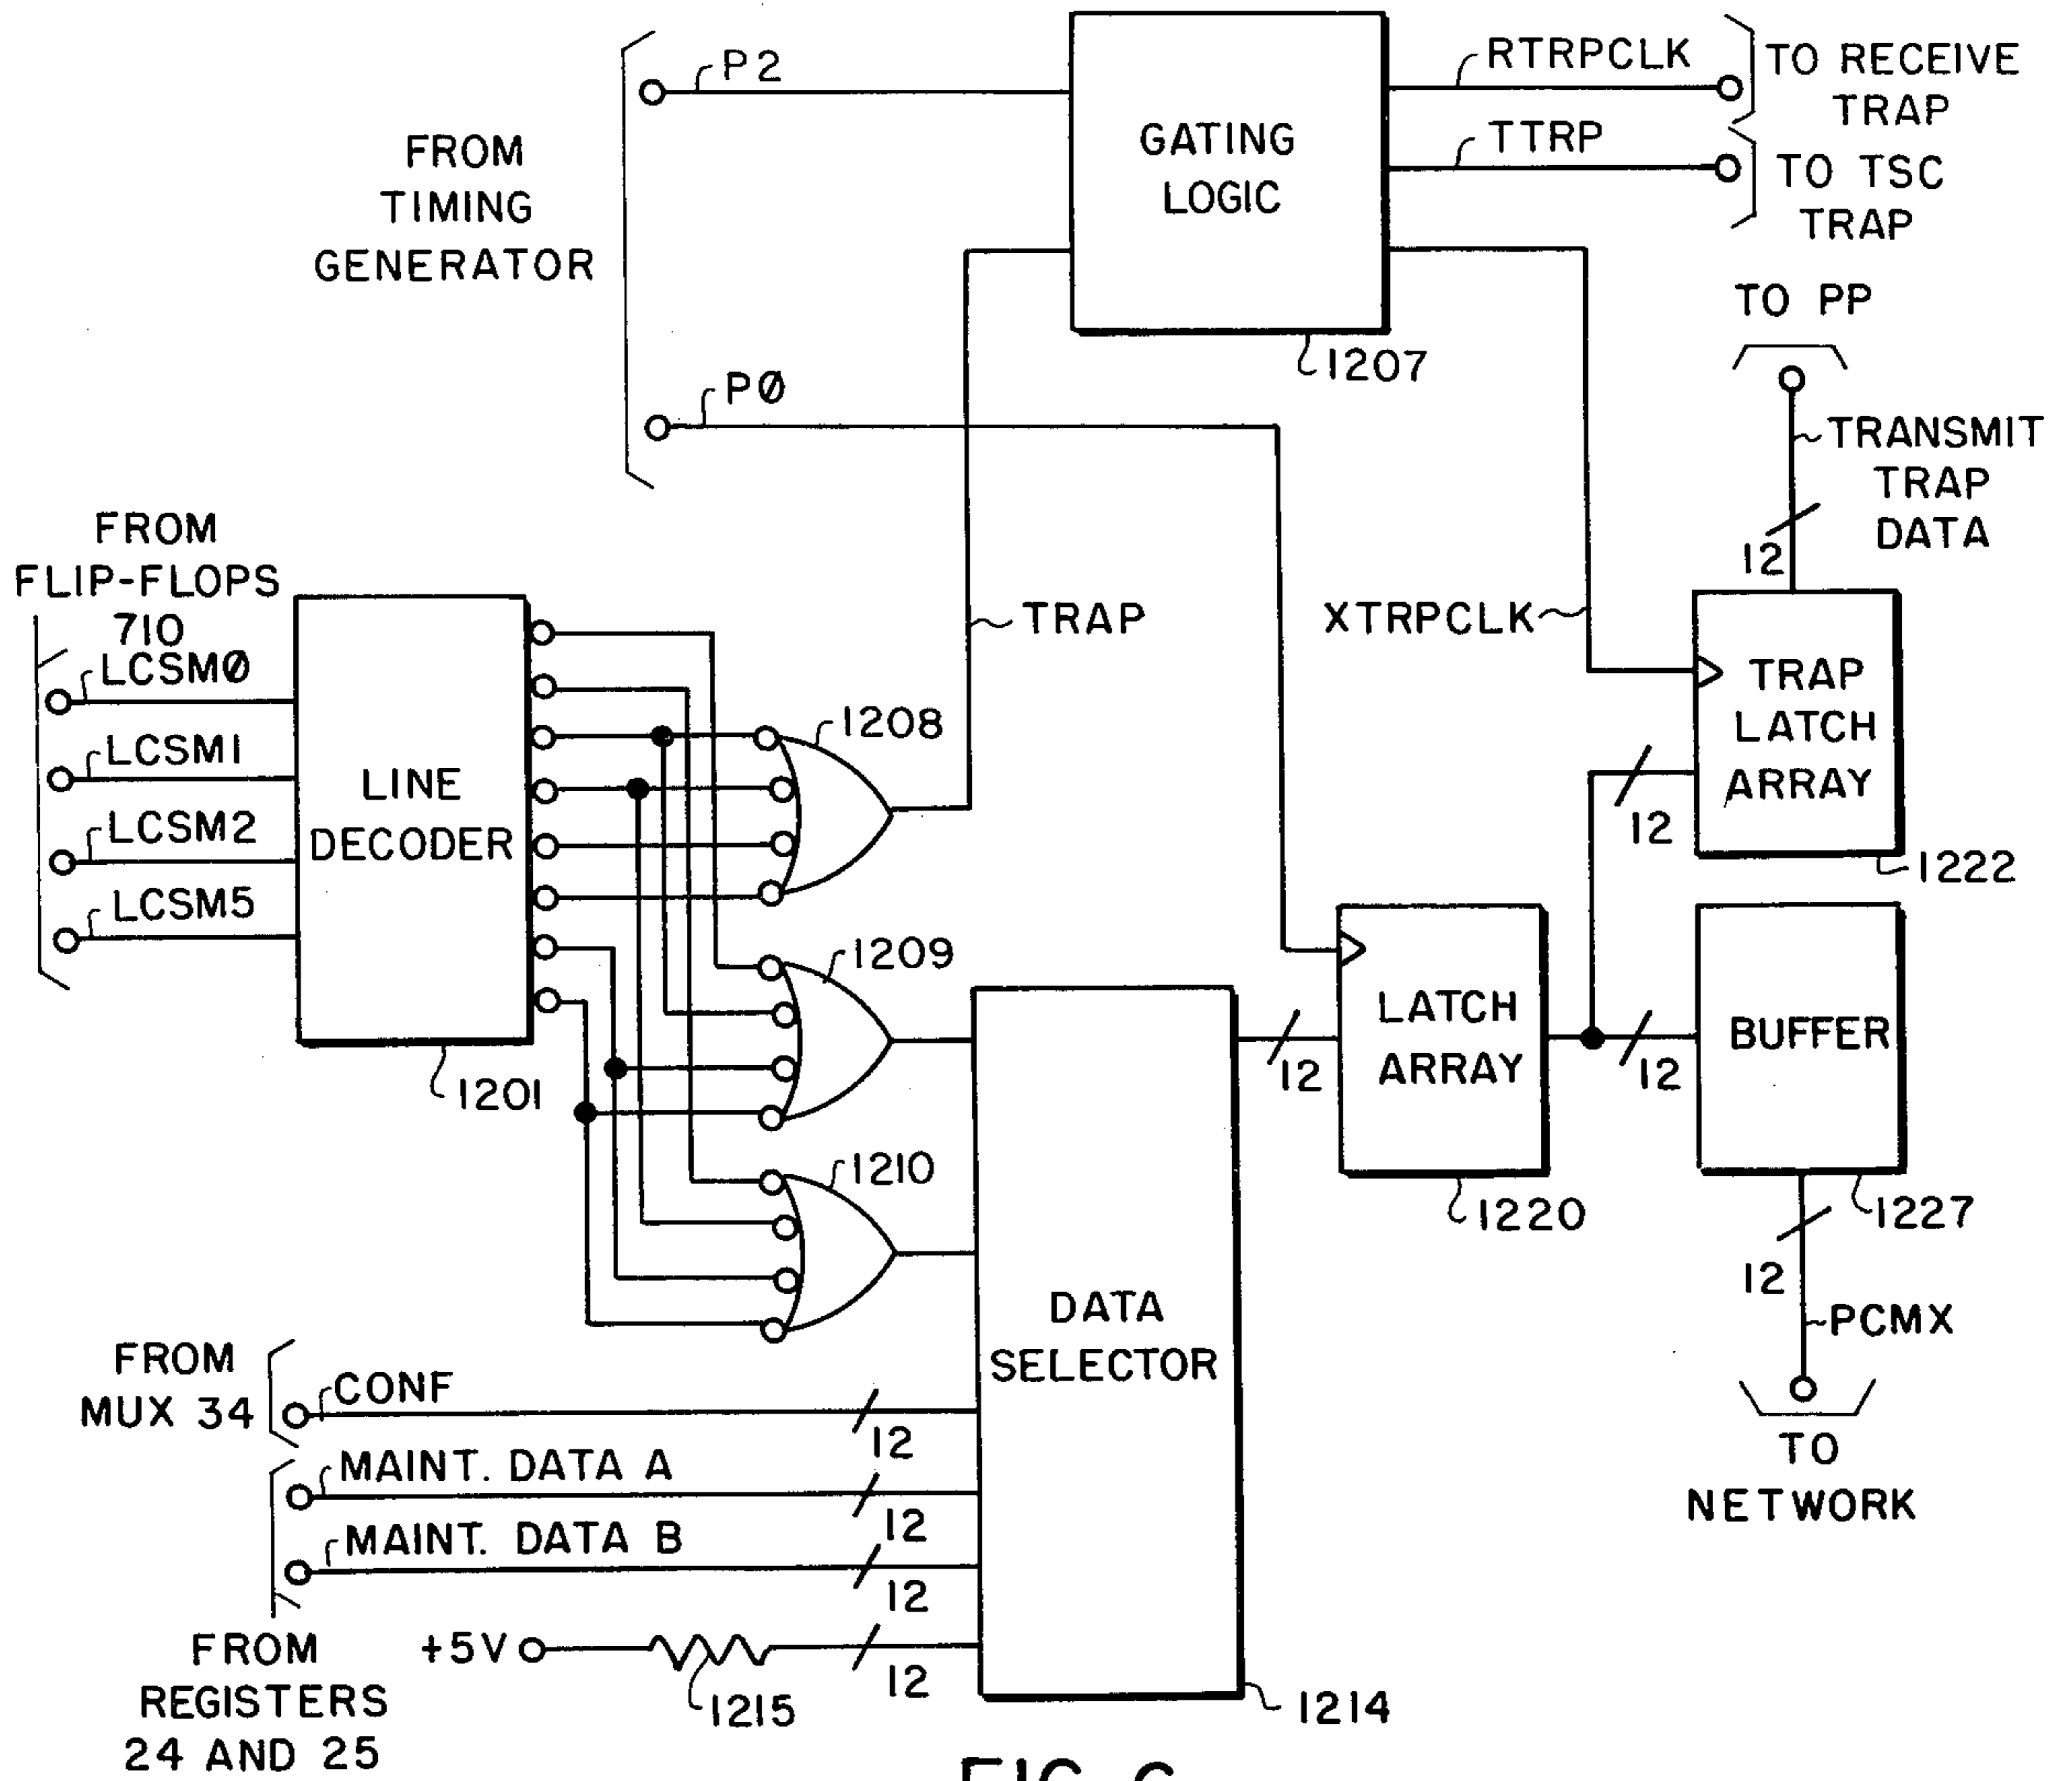 P2
RTRPCLK
TO RECEIVE
TRAP
TTRP
TO TSC
TRAP
FROM
TIMING
GENERATOR
GATING
LOGIC
1207
TO PP
PØ
TRANSMIT
TRAP
DATA
12
FROM
FLIP-FLOPS
710
LCSMØ
LCSM1
LCSM2
LCSM5
LINE
DECODER
1201
TRAP
XTRPCLK
1208
TRAP
LATCH
ARRAY
12
1222
1209
1210
LATCH
ARRAY
12
1220
BUFFER
12
1227
12
PCMX
TO
NETWORK
DATA
SELECTOR
1214
FROM
MUX 34
CONF
12
MAINT. DATA A
12
MAINT. DATA B
12
FROM
REGISTERS
24 AND 25
+5V
1215
12